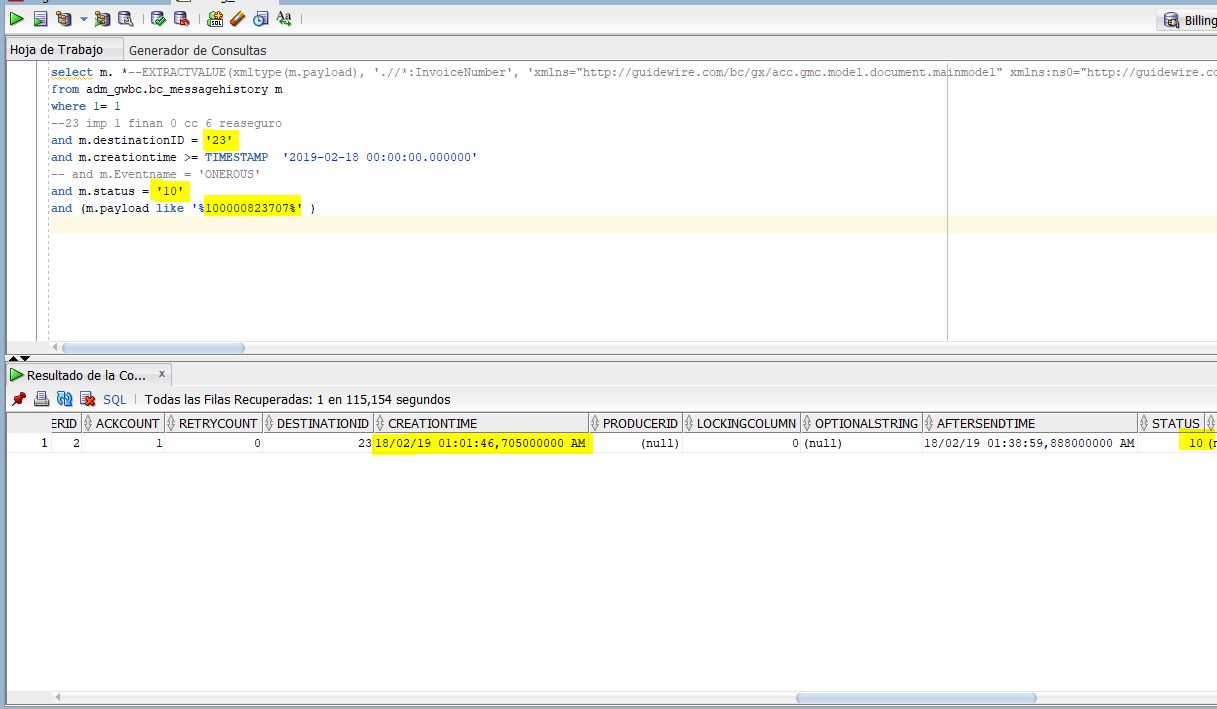 Billing
Hoja de Trabajo Generador de Consultas
select m. *--EXTRACTVALUE(xmltype(m.payload), './/*:InvoiceNumber', 'xmlns="http://guidewire.com/bc/gx/acc.gmc.model.document.mainmodel" xmlns:ns0="http://guidewire.co
from adm_gwbc.bc_messagehistory m
where 1= 1
--23 imp 1 finan 0 cc 6 reaseguro
and m.destinationID = '23'
and m.creationtime >= TIMESTAMP '2019-02-18 00:00:00.000000'
-- and m.Eventname = 'ONEROUS'
and m.status = '10'
and (m.payload like '%100000823707%' )
Resultado de la Co... x
SQL Todas las Filas Recuperadas: 1 en 115,154 segundos
ERID ACKCOUNT RETRYCOUNT DESTINATIONID CREATIONTIME PRODUCERID LOCKINGCOLUMN OPTIONALSTRING AFTERSENDTIME STATUS
1 2 1 0 23 18/02/19 01:01:46,705000000 AM (null) 0 (null) 18/02/19 01:38:59,888000000 AM 10